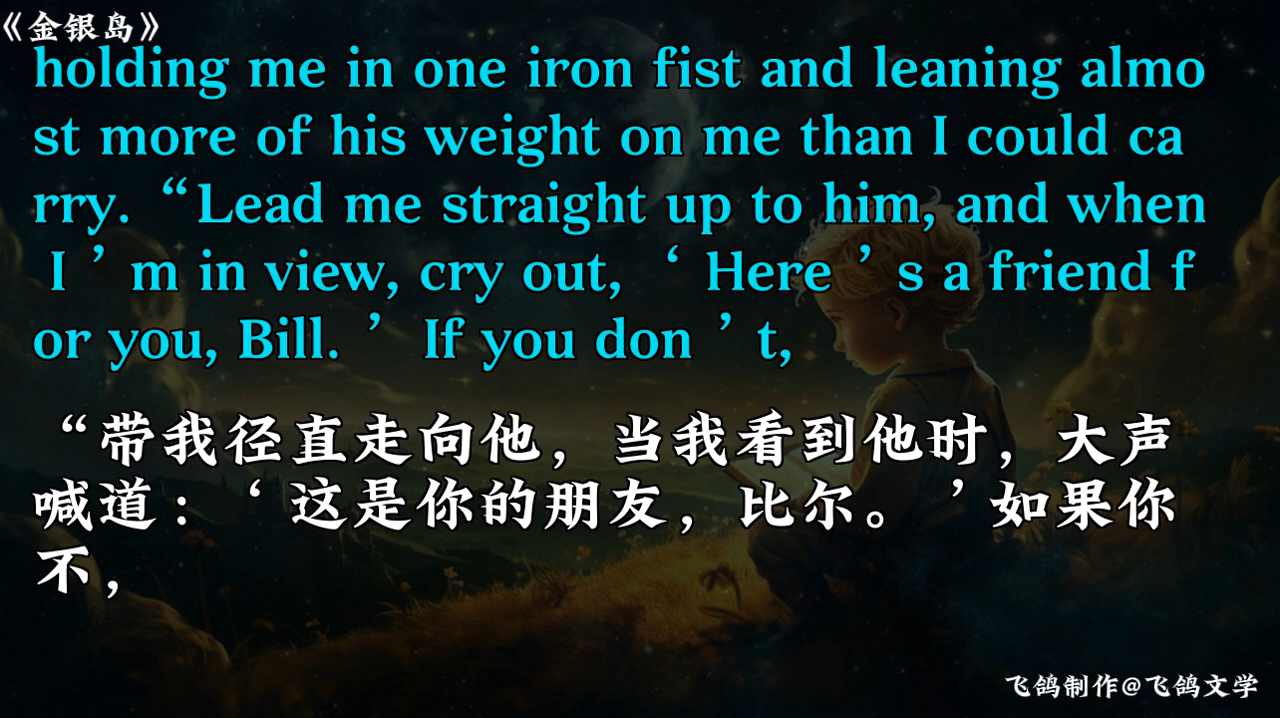 《金银岛》
holding me in one iron fist and leaning almo
st more of his weight on me than I could ca
rry. “Lead me straight up to him, and when
I ’ m in view, cry out, ‘ Here ’ s a friend f
or you, Bill. ’ If you don ’ t,
“带我径直走向他，当我看到他时，大声
喊道：‘这是你的朋友，比尔。’如果你
不，
飞鸽制作@飞鸽文学